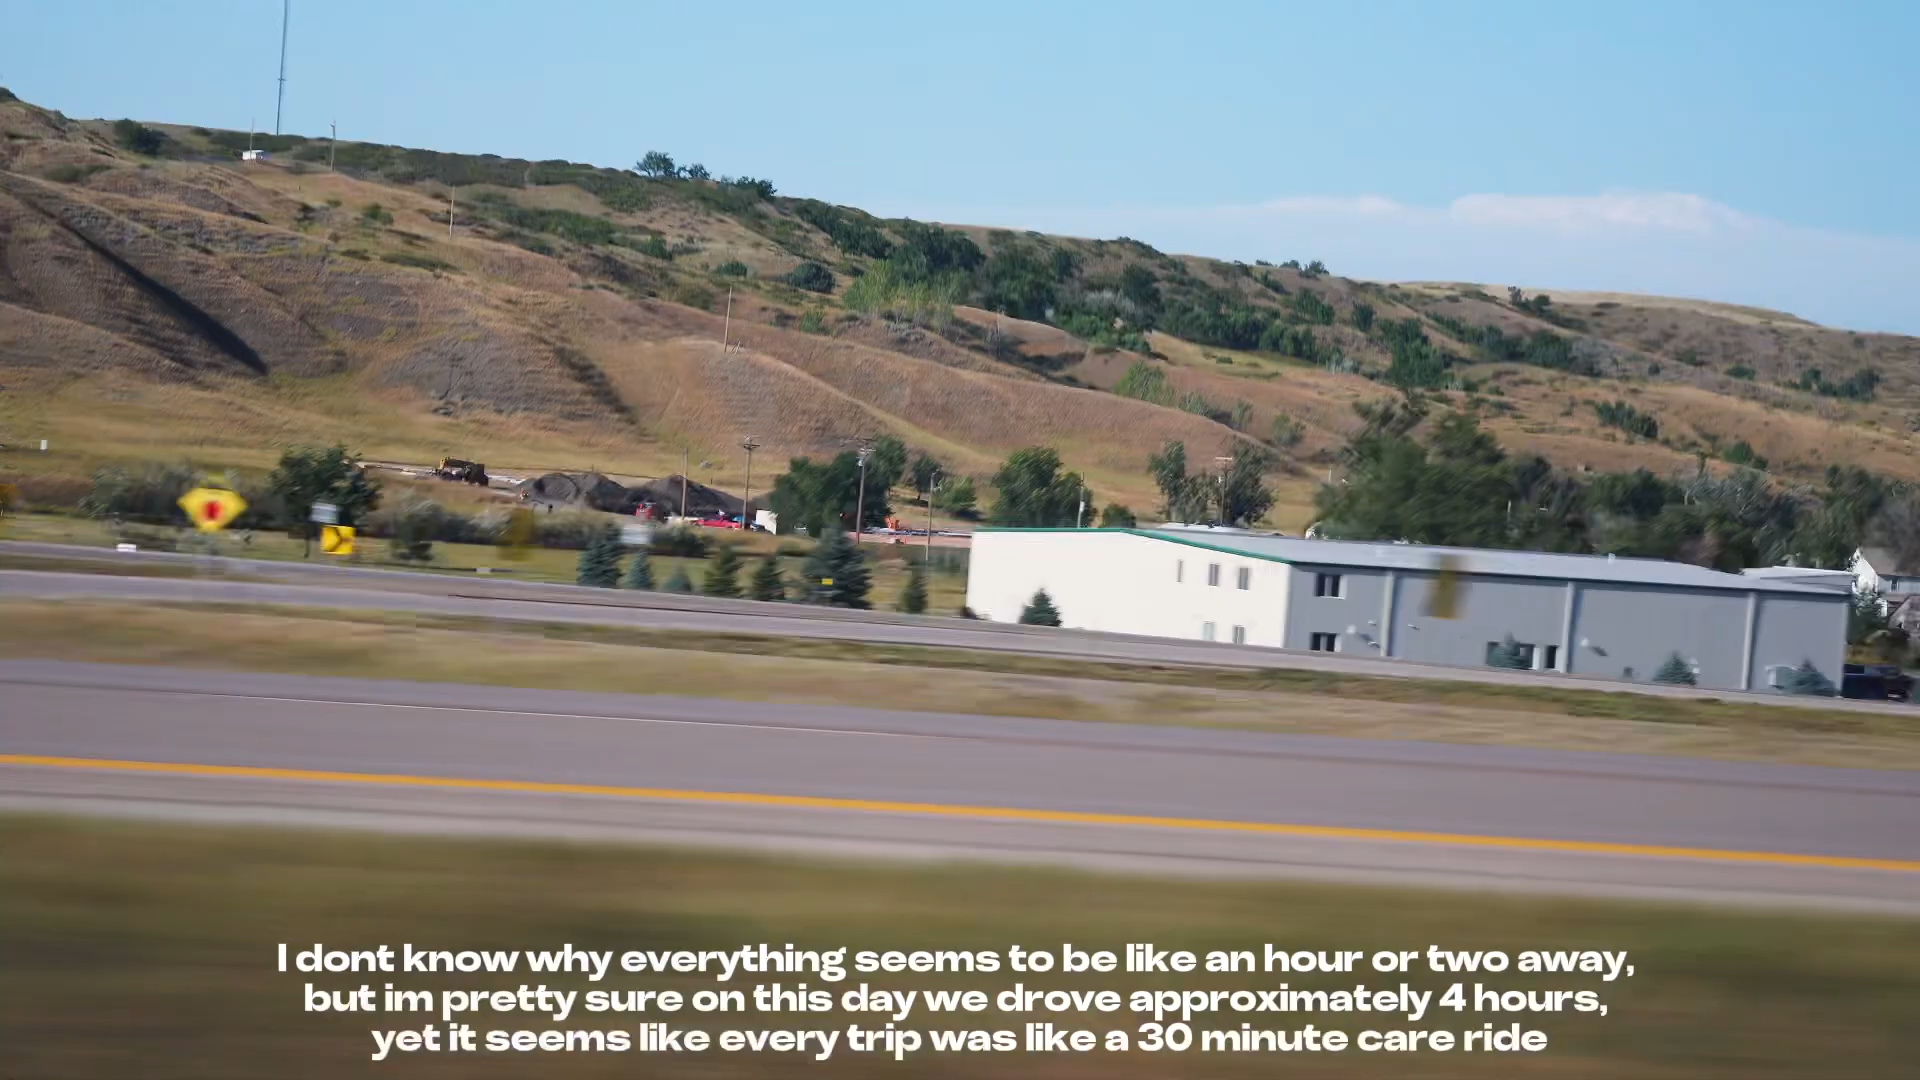 I dont know why everything seems to be like an hour or two away,
but im pretty sure on this day we drove approximately 4 hours,
yet it seems like every trip was like a 30 minute care ride